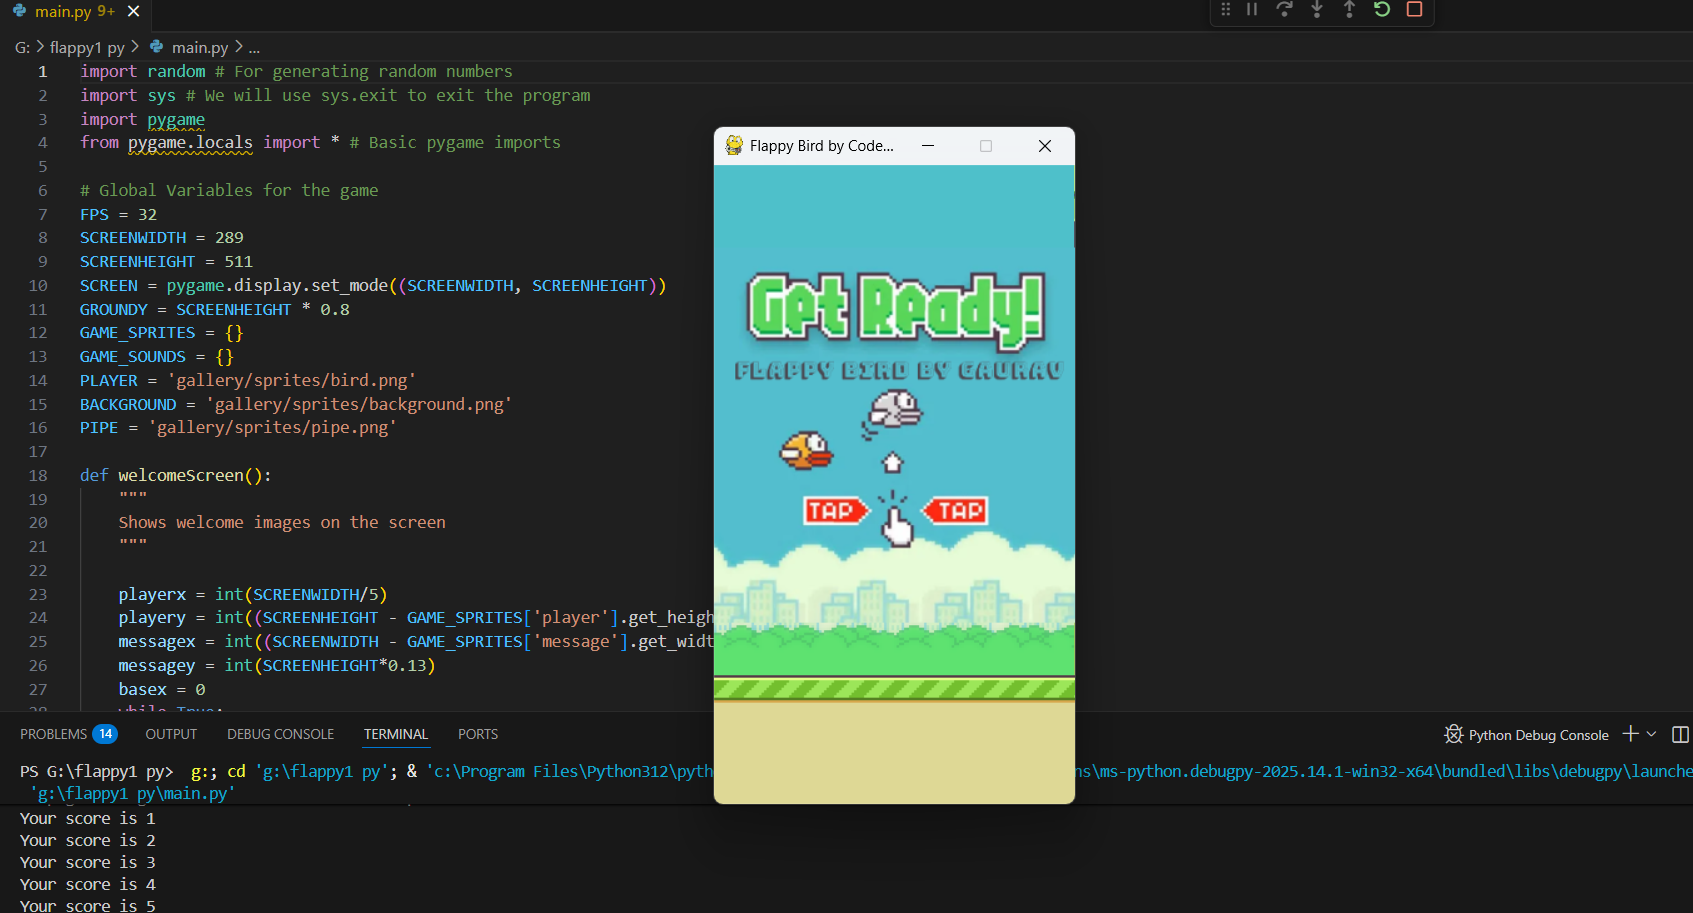 main.py 9+
G: > flappy1 py > main.py > ...
1 import random # For generating random numbers
2 import sys # We will use sys.exit to exit the program
3 import pygame
4 from pygame.locals import * # Basic pygame imports
5
6 # Global Variables for the game
7 FPS = 32
8 SCREENWIDTH = 289
9 SCREENHEIGHT = 511
10 SCREEN = pygame.display.set_mode((SCREENWIDTH, SCREENHEIGHT))
11 GROUNDY = SCREENHEIGHT * 0.8
12 GAME_SPRITES = {}
13 GAME_SOUNDS = {}
14 PLAYER = 'gallery/sprites/bird.png'
15 BACKGROUND = 'gallery/sprites/background.png'
16 PIPE = 'gallery/sprites/pipe.png'
17
18 def welcomeScreen():
19 """
20 Shows welcome images on the screen
21 """
22
23 playerx = int(SCREENWIDTH/5)
24 playery = int((SCREENHEIGHT - GAME_SPRITES['player'].get_heigh
25 messagex = int((SCREENWIDTH - GAME_SPRITES['message'].get_widt
26 messagey = int(SCREENHEIGHT*0.13)
27 basex = 0
28 while True:
Flappy Bird by Code...
Get Ready!
FLAPPY BIRD BY GAURAV
TAP TAP
PROBLEMS 14 OUTPUT DEBUG CONSOLE TERMINAL PORTS
Python Debug Console
PS G:\flappy1 py> g:; cd 'g:\flappy1 py'; & 'c:\Program Files\Python312\pyth ns\ms-python.debugpy-2025.14.1-win32-x64\bundled\libs\debugpy\launche
'g:\flappy1 py\main.py'
Your score is 1
Your score is 2
Your score is 3
Your score is 4
Your score is 5